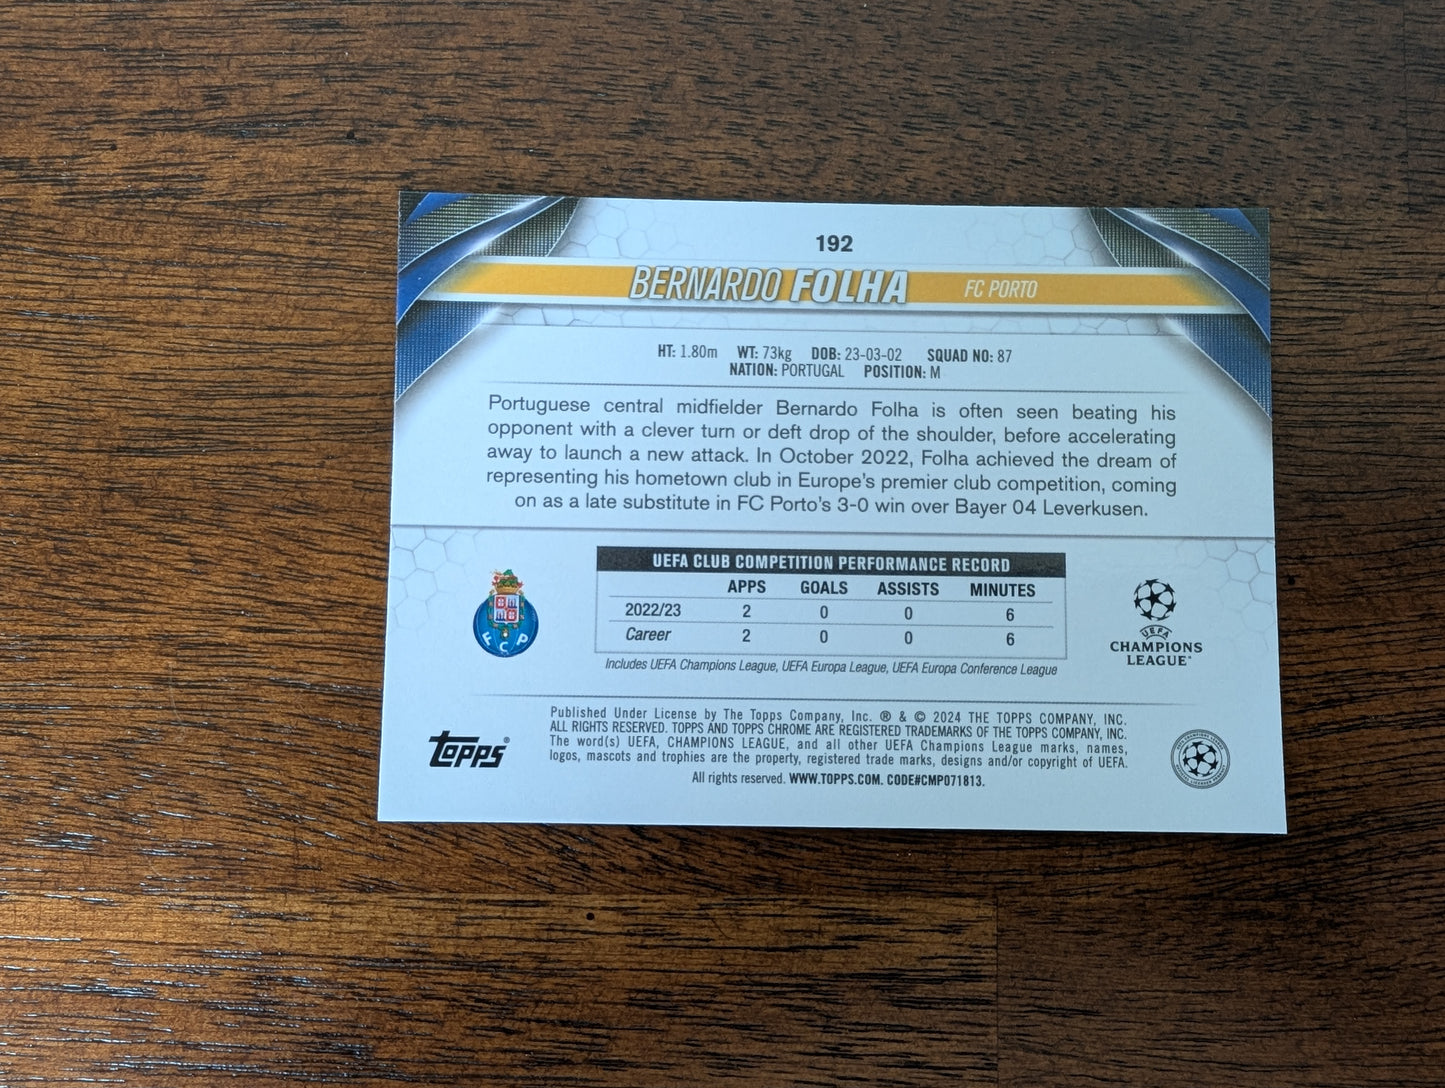 192
BERNARDO FOLHA FC PORTO
HT: 1.80m WT: 73kg DOB: 23-03-02 SQUAD NO: 87
NATION: PORTUGAL POSITION: M
Portuguese central midfielder Bernardo Folha is often seen beating his
opponent with a clever turn or deft drop of the shoulder, before accelerating
away to launch a new attack. In October 2022, Folha achieved the dream of
representing his hometown club in Europe's premier club competition, coming
on as a late substitute in FC Porto's 3-0 win over Bayer 04 Leverkusen.
UEFA CLUB COMPETITION PERFORMANCE RECORD
APPS GOALS ASSISTS MINUTES
2022/23 2 0 0 6
Career 2 0 0 6
Includes UEFA Champions League, UEFA Europa League, UEFA Europa Conference League
FCP
UEFA
CHAMPIONS
LEAGUE™
topps®
Published Under License by The Topps Company, Inc. ® & © 2024 THE TOPPS COMPANY, INC.
ALL RIGHTS RESERVED. TOPPS AND TOPPS CHROME ARE REGISTERED TRADEMARKS OF THE TOPPS COMPANY, INC.
The word(s) UEFA, CHAMPIONS LEAGUE, and all other UEFA Champions League marks, names,
logos, mascots and trophies are the property, registered trade marks, designs and/or copyright of UEFA.
All rights reserved. WWW.TOPPS.COM. CODE#CMP071813.